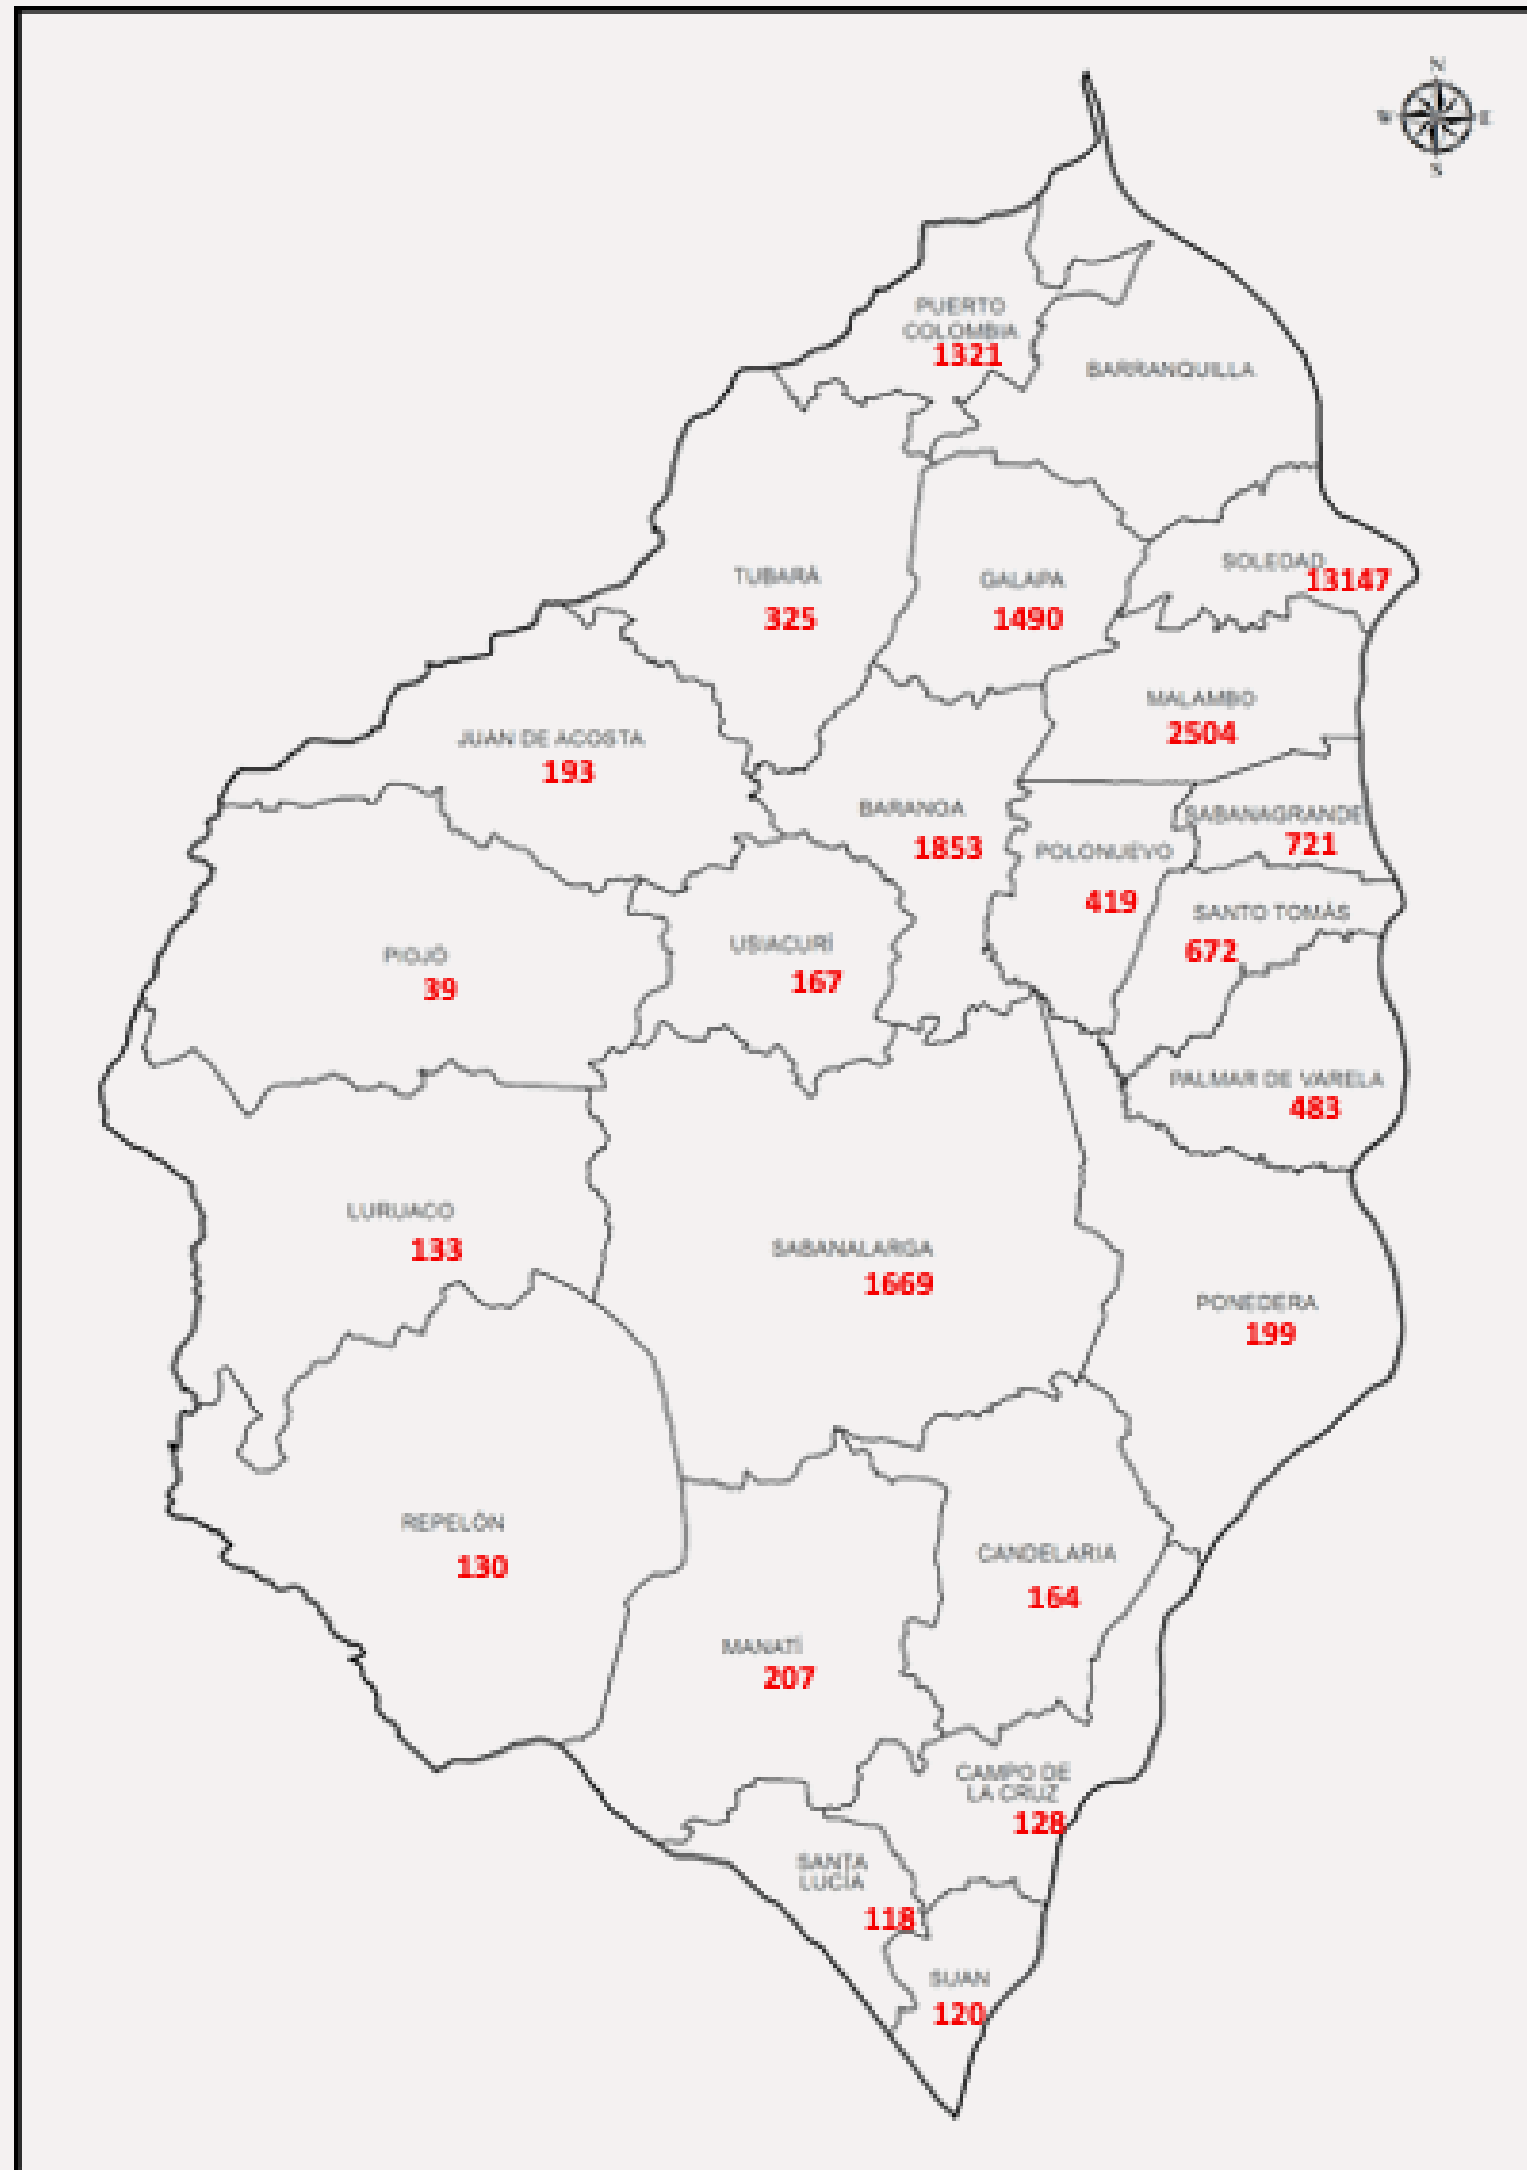 N
W E
S
PUERTO
COLOMBIA
1321
BARRANQUILLA
SOLEDAD
13147
TUBARÁ
325
GALAPA
1490
MALAMBO
2504
JUAN DE ACOSTA
193
BARANOA
1853
SABANAGRANDE
721
POLONUEVO
419
SANTO TOMÁS
672
PIOJÓ
39
USIACURÍ
167
PALMAR DE VARELA
483
LURUACO
133
SABANALARGA
1669
PONEDERA
199
REPELÓN
130
CANDELARIA
164
MANATÍ
207
CAMPO DE
LA CRUZ
128
SANTA
LUCÍA
118
SUAN
120